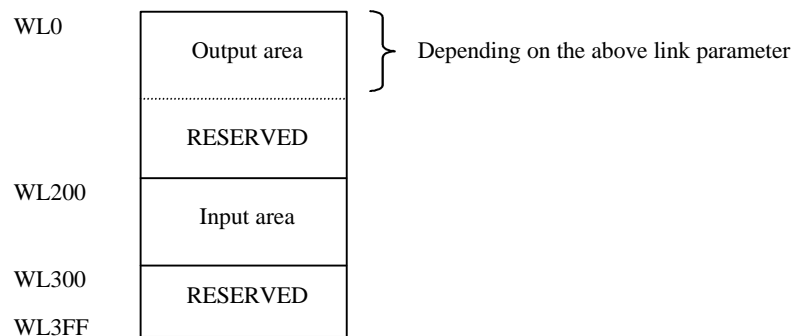 WL0
Output area
Depending on the above link parameter
RESERVED
WL200
Input area
WL300
RESERVED
WL3FF